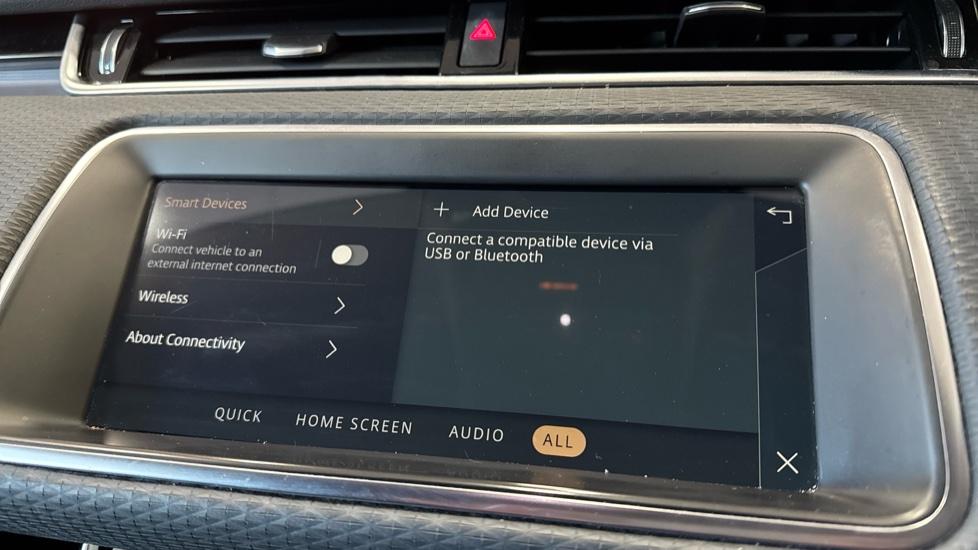 Smart Devices
Wi-Fi
Connect vehicle to an
external internet connection
Wireless
About Connectivity
+ Add Device
Connect a compatible device via
USB or Bluetooth
QUICK HOME SCREEN AUDIO ALL